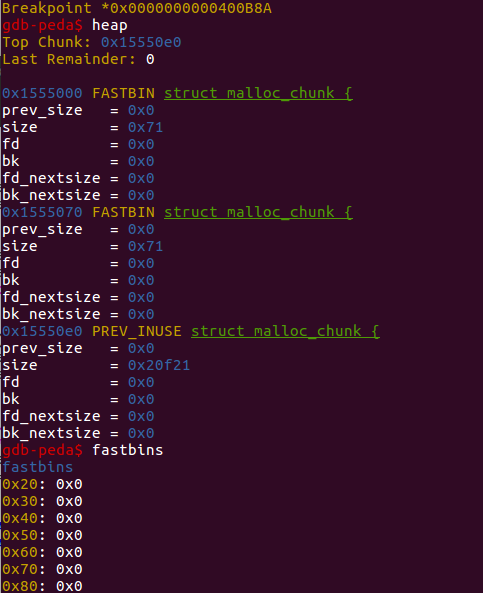 Breakpoint *0x0000000000400B8A
gdb-peda$ heap
Top Chunk: 0x15550e0
Last Remainder: 0
0x1555000 FASTBIN struct malloc_chunk {
prev_size = 0x0
size = 0x71
fd = 0x0
bk = 0x0
fd_nextsize = 0x0
bk_nextsize = 0x0
0x1555070 FASTBIN struct malloc_chunk {
prev_size = 0x0
size = 0x71
fd = 0x0
bk = 0x0
fd_nextsize = 0x0
bk_nextsize = 0x0
0x15550e0 PREV_INUSE struct malloc_chunk {
prev_size = 0x0
size = 0x20f21
fd = 0x0
bk = 0x0
fd_nextsize = 0x0
bk_nextsize = 0x0
gdb-peda$ fastbins
fastbins
0x20: 0x0
0x30: 0x0
0x40: 0x0
0x50: 0x0
0x60: 0x0
0x70: 0x0
0x80: 0x0